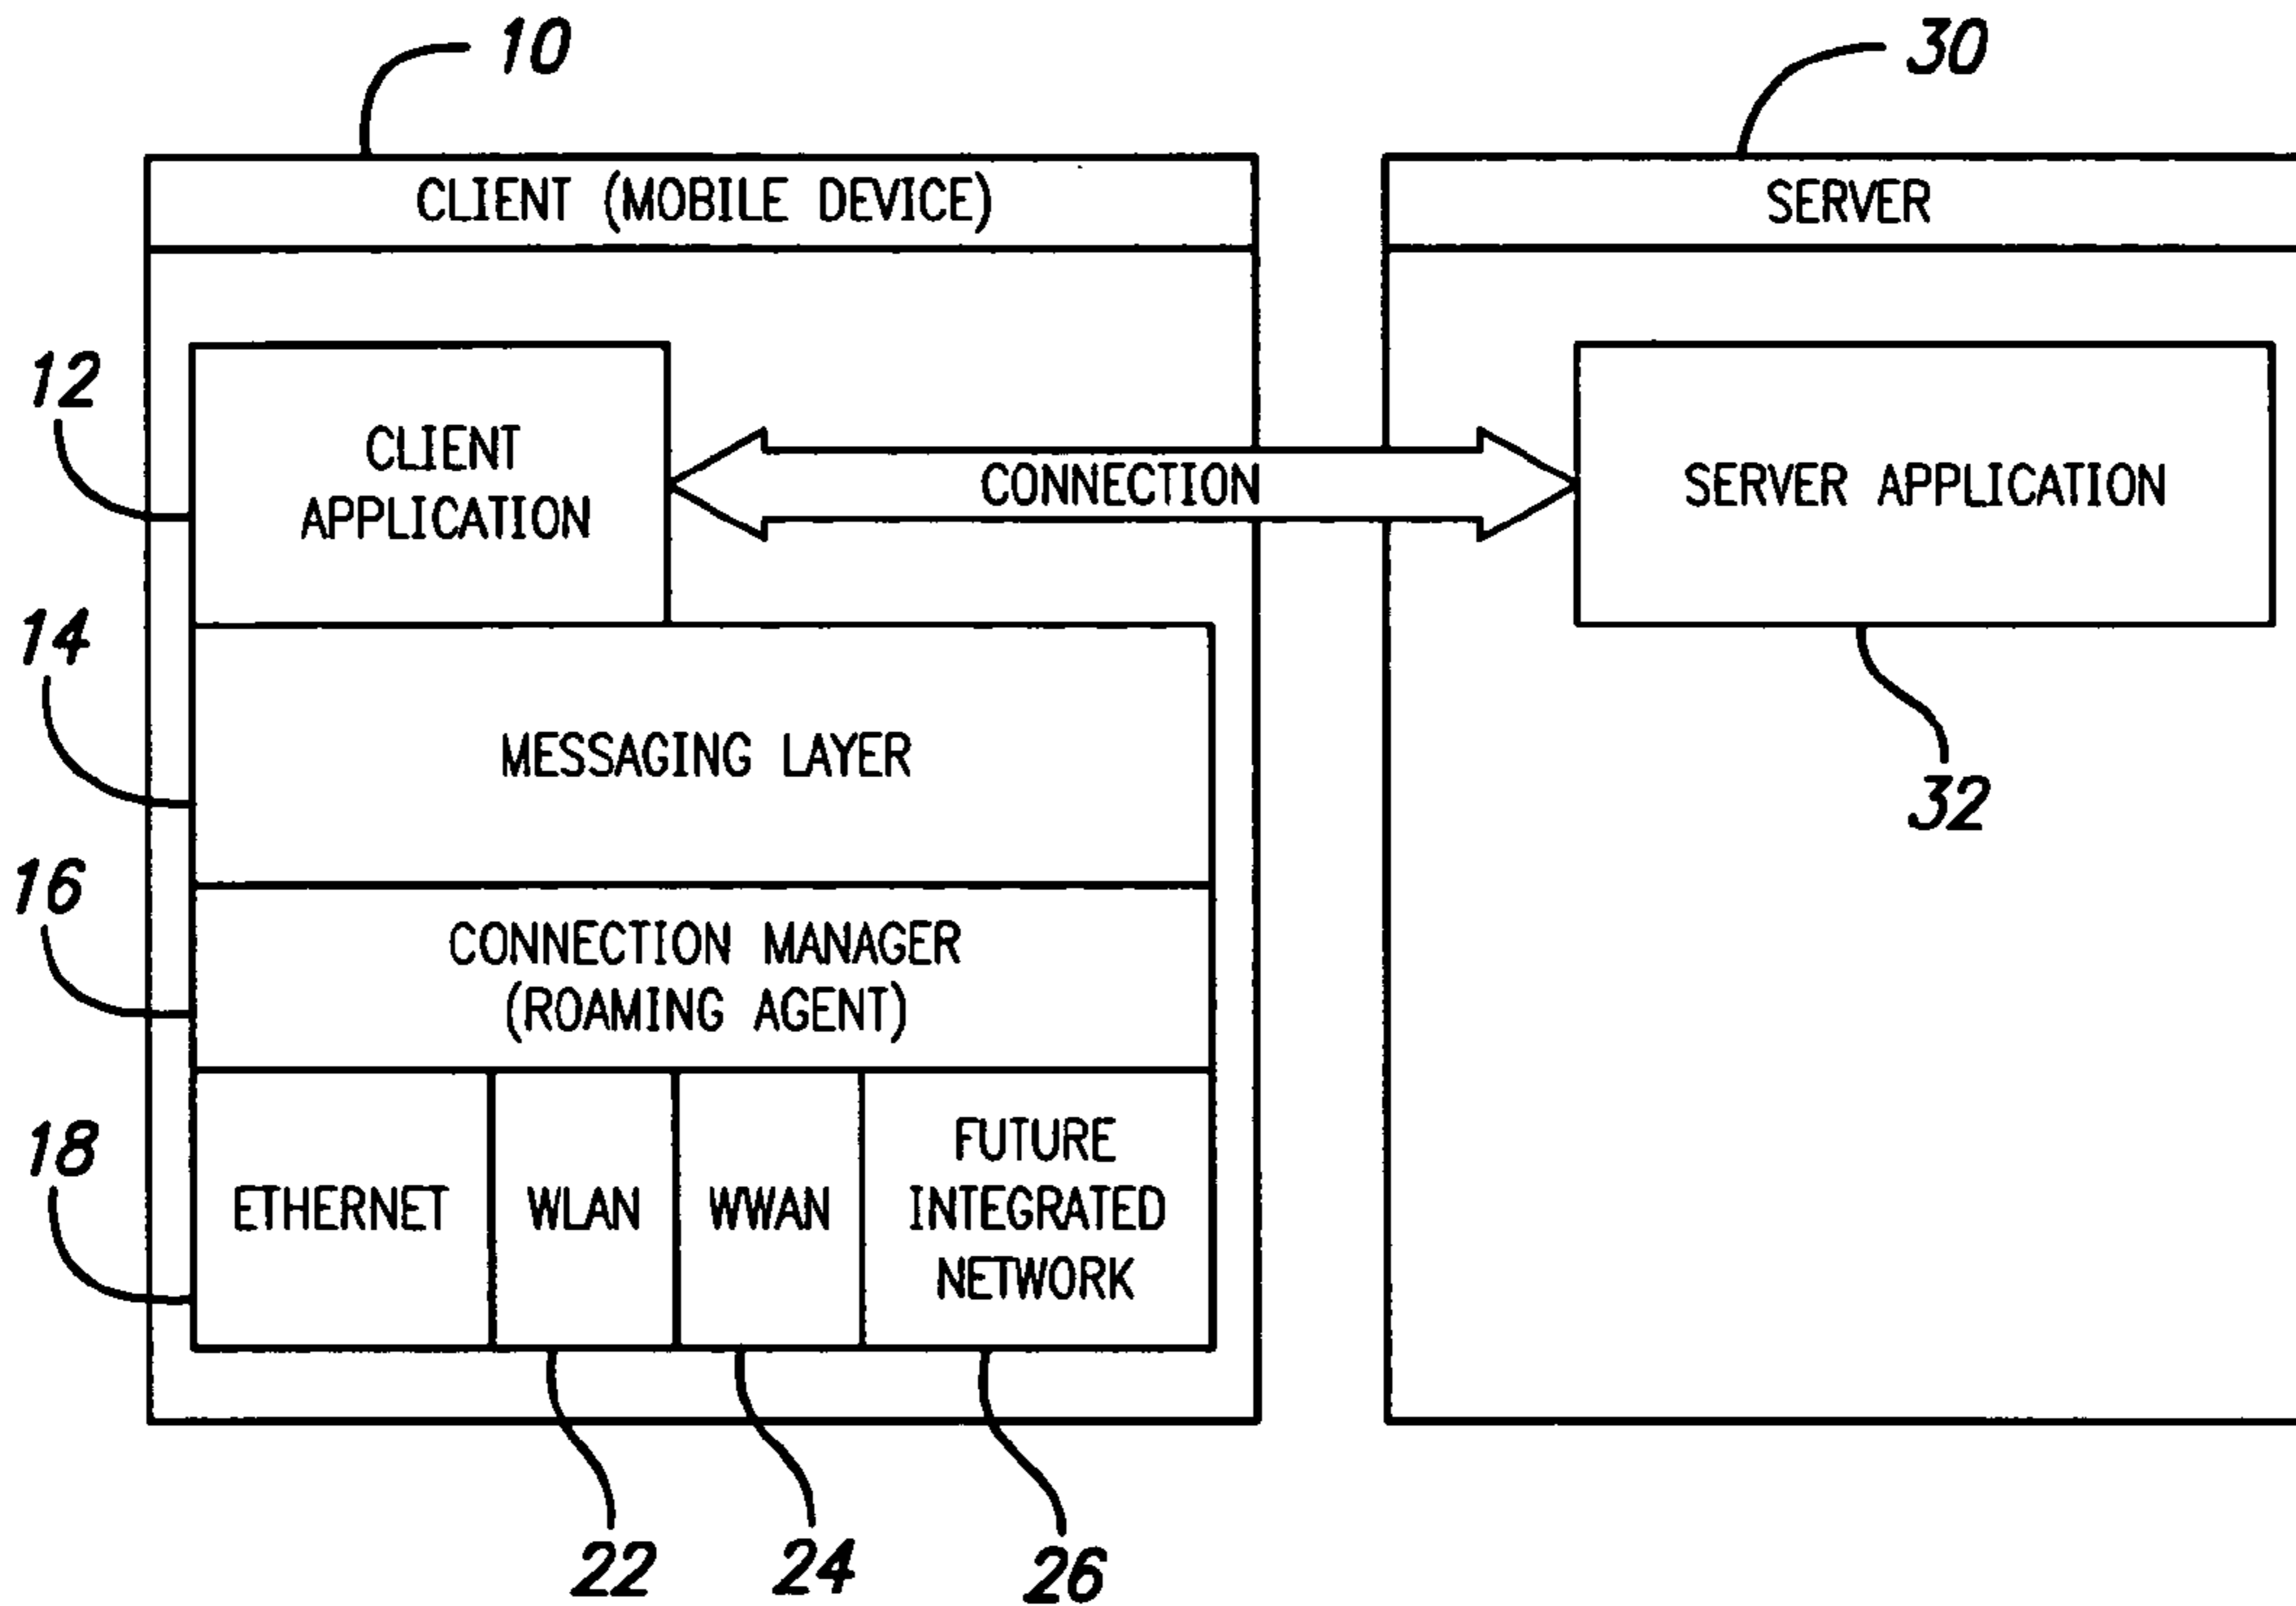 10
30
CLIENT (MOBILE DEVICE)
SERVER
12
CLIENT
APPLICATION
CONNECTION
SERVER APPLICATION
14
MESSAGING LAYER
32
16
CONNECTION MANAGER
(ROAMING AGENT)
18
ETHERNET
WLAN
WWAN
FUTURE
INTEGRATED
NETWORK
22
24
26